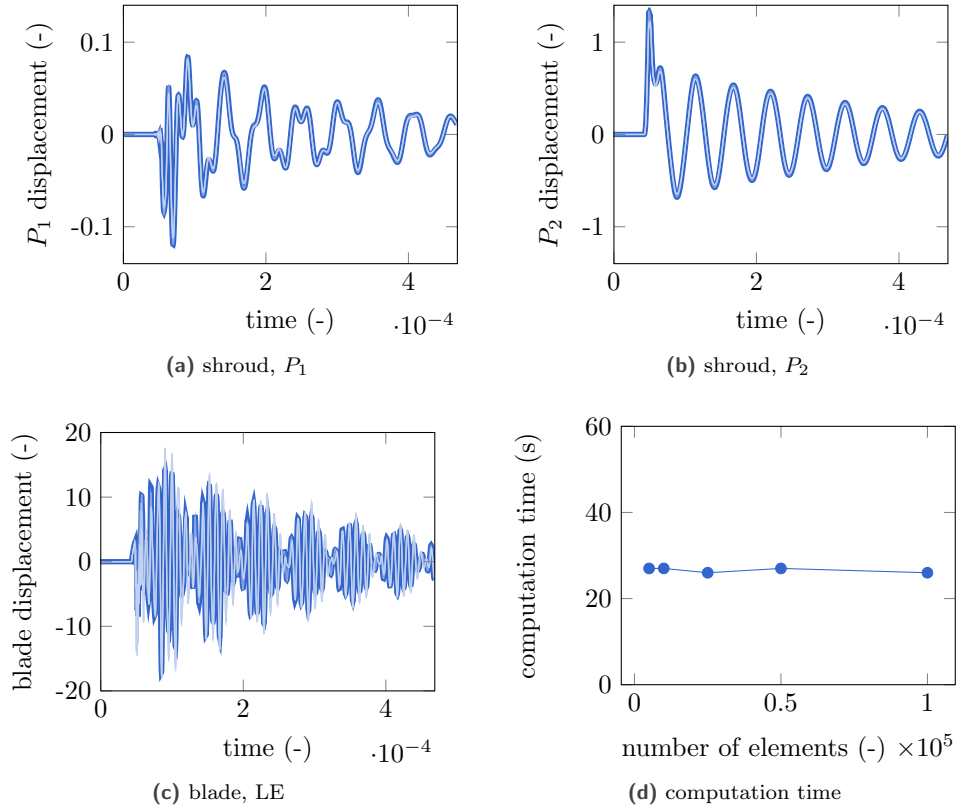 0.1
0
-0.1
P₁ displacement (-)
0 2 4
time (-) ·10⁻⁴
(a) shroud, P₁
1
0
-1
P₂ displacement (-)
0 2 4
time (-) ·10⁻⁴
(b) shroud, P₂
20
10
0
-10
-20
blade displacement (-)
0 2 4
time (-) ·10⁻⁴
(c) blade, LE
60
40
20
0
computation time (s)
0 0.5 1
number of elements (-) ×10⁵
(d) computation time